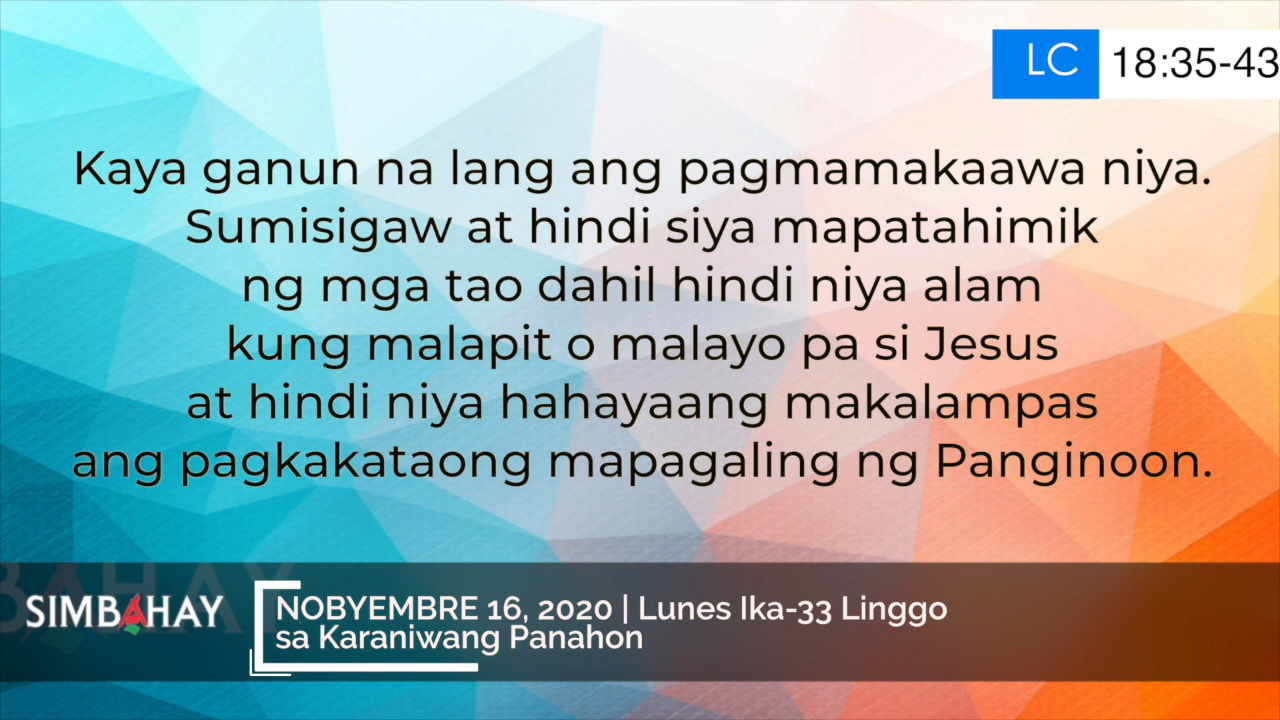 LC 18:35-43
Kaya ganun na lang ang pagmamakaawa niya.
Sumisigaw at hindi siya mapatahimik
ng mga tao dahil hindi niya alam
kung malapit o malayo pa si Jesus
at hindi niya hahayaang makalampas
ang pagkakataong mapagaling ng Panginoon.
SIMBAHAY
NOBYEMBRE 16, 2020 | Lunes Ika-33 Linggo
sa Karaniwang Panahon